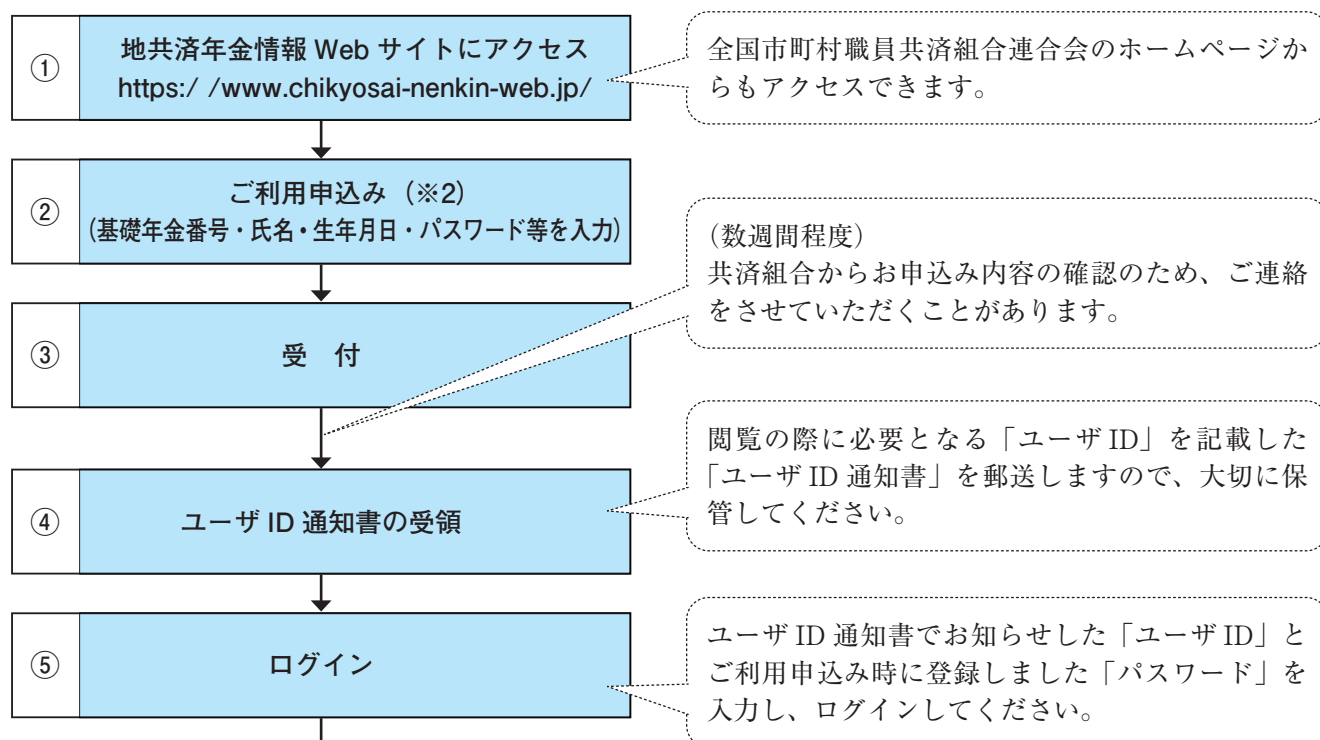 ①
地共済年金情報 Web サイトにアクセス
https:/ /www.chikyosai-nenkin-web.jp/
全国市町村職員共済組合連合会のホームページか
らもアクセスできます。
②
ご利用申込み（※2）
(基礎年金番号・氏名・生年月日・パスワード等を入力)
（数週間程度）
共済組合からお申込み内容の確認のため、ご連絡
をさせていただくことがあります。
③
受　付
④
ユーザ ID 通知書の受領
閲覧の際に必要となる「ユーザ ID」を記載した
「ユーザ ID 通知書」を郵送しますので、大切に保
管してください。
⑤
ログイン
ユーザ ID 通知書でお知らせした「ユーザ ID」と
ご利用申込み時に登録しました「パスワード」を
入力し、ログインしてください。